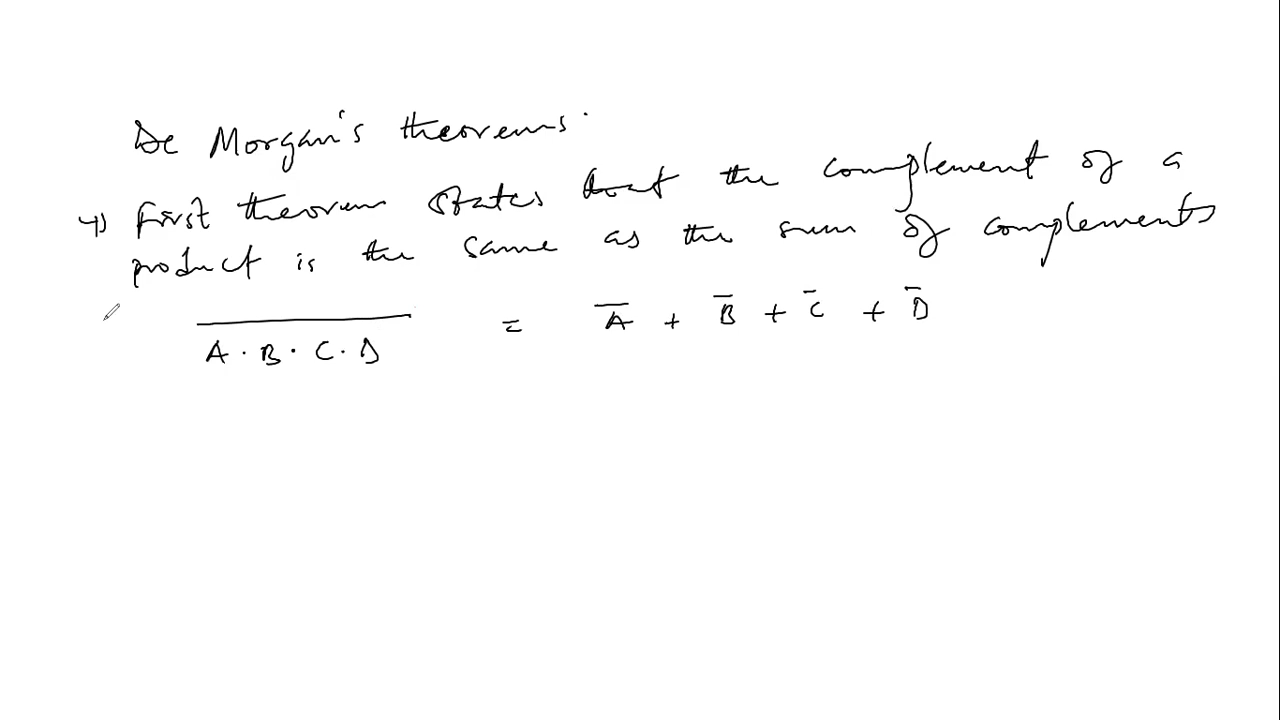 De Morgan's theorems.
4) First theorem states that the complement of a
product is the same as the sum of complements
\overline{A · B · C · D} = A̅ + B̅ + C̅ + D̅